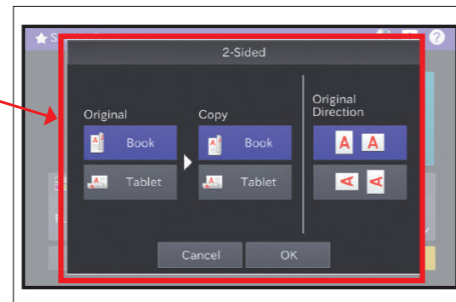 2-Sided
Original
Copy
Original
Direction
Book
Book
A A
Tablet
Tablet
A A
Cancel
OK